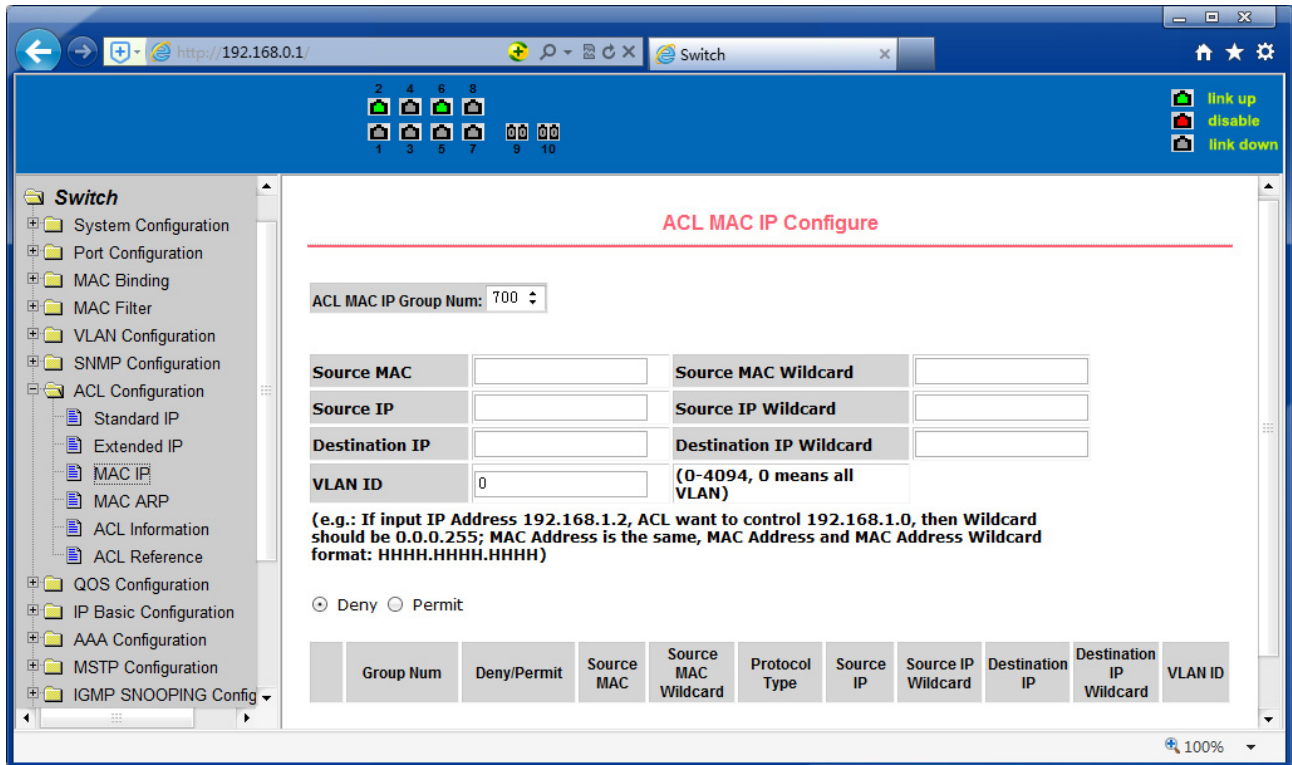 http://192.168.0.1/
Switch
2 4 6 8
1 3 5 7 9 10
link up
disable
link down
Switch
System Configuration
Port Configuration
MAC Binding
MAC Filter
VLAN Configuration
SNMP Configuration
ACL Configuration
Standard IP
Extended IP
MAC IP
MAC ARP
ACL Information
ACL Reference
QOS Configuration
IP Basic Configuration
AAA Configuration
MSTP Configuration
IGMP SNOOPING Config
ACL MAC IP Configure
ACL MAC IP Group Num: 700
Source MAC Source MAC Wildcard
Source IP Source IP Wildcard
Destination IP Destination IP Wildcard
VLAN ID 0 (0-4094, 0 means all
VLAN)
(e.g.: If input IP Address 192.168.1.2, ACL want to control 192.168.1.0, then Wildcard
should be 0.0.0.255; MAC Address is the same, MAC Address and MAC Address Wildcard
format: HHHH.HHHH.HHHH)
Deny Permit
Group Num Deny/Permit Source MAC Source MAC Wildcard Protocol Type Source IP Source IP Wildcard Destination IP Destination IP Wildcard VLAN ID
100%